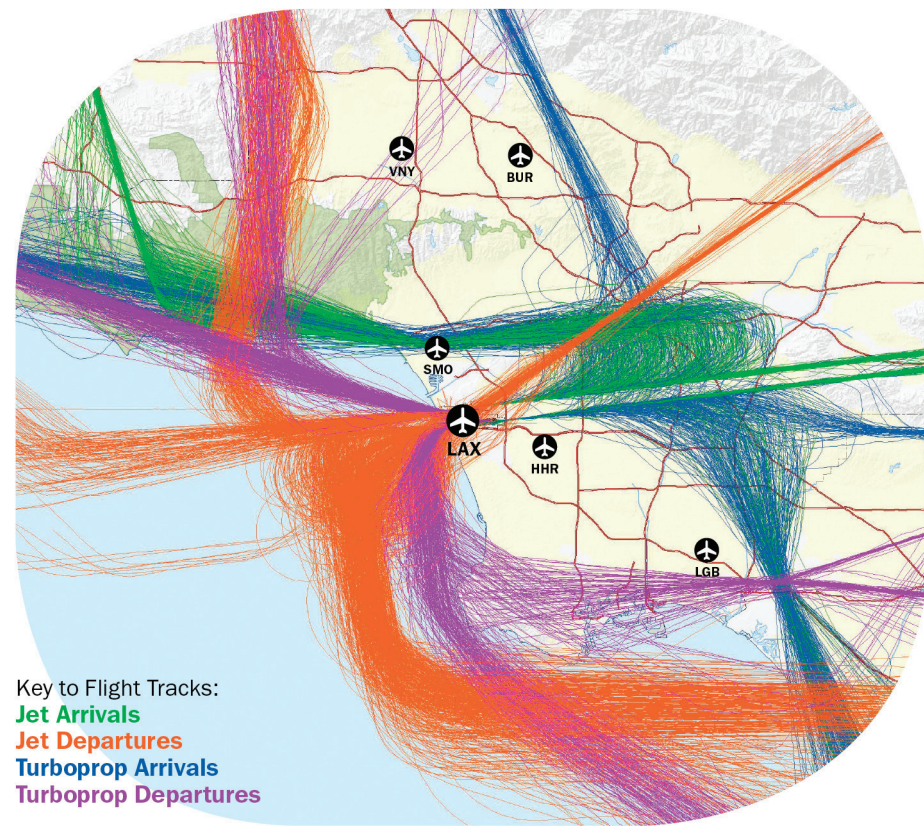 VNY
BUR
SMO
LAX
HHR
LGB
Key to Flight Tracks:
Jet Arrivals
Jet Departures
Turboprop Arrivals
Turboprop Departures